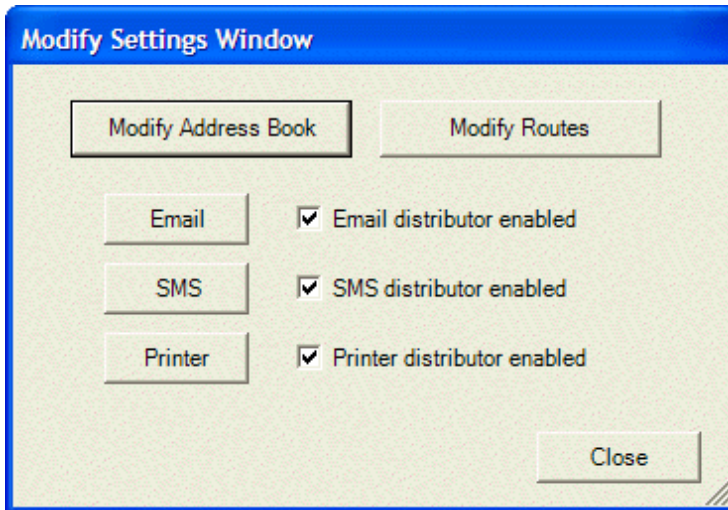 Modify Settings Window
Modify Address Book Modify Routes
Email Email distributor enabled
SMS SMS distributor enabled
Printer Printer distributor enabled
Close